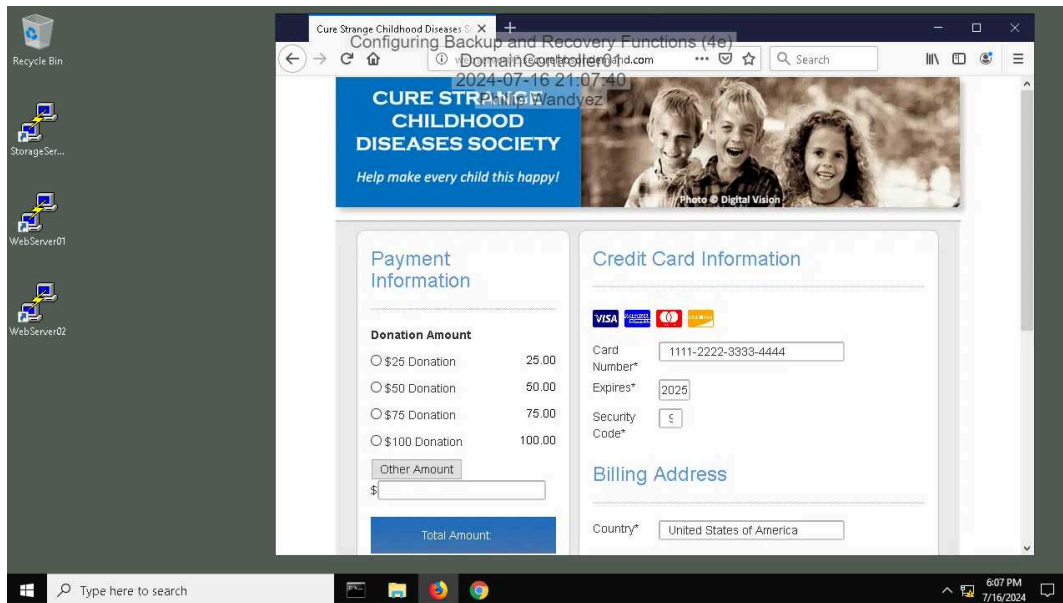 Recycle Bin
StorageSer...
WebServer01
WebServer02
Cure Strange Childhood Diseases
Configuring Backup and Recovery Functions (4e)
DomainController01
securelabsondemand.com
Search
2024-07-16 21:07:40
Philip Wandyez
CURE STRANGE
CHILDHOOD
DISEASES SOCIETY
Help make every child this happy!
Photo © Digital Vision
Payment
Information
Donation Amount
$25 Donation 25.00
$50 Donation 50.00
$75 Donation 75.00
$100 Donation 100.00
Other Amount
$
Total Amount:
Credit Card Information
VISA
Card
Number*
1111-2222-3333-4444
Expires*
2025
Security
Code*
Billing Address
Country*
United States of America
Type here to search
6:07 PM
7/16/2024